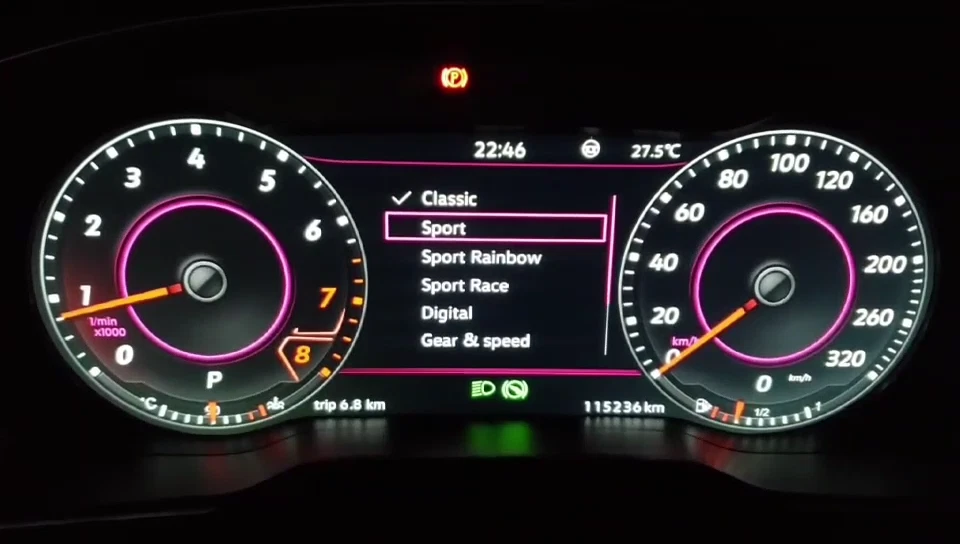 P
22:46
27.5°C
Classic
Sport
Sport Rainbow
Sport Race
Digital
Gear & speed
0
1
2
3
4
5
6
7
8
1/min
x1000
P
°C
90
trip 6.8 km
0
20
40
60
80
100
120
160
200
260
320
km/h
0 km/h
1/2
1
115236 km